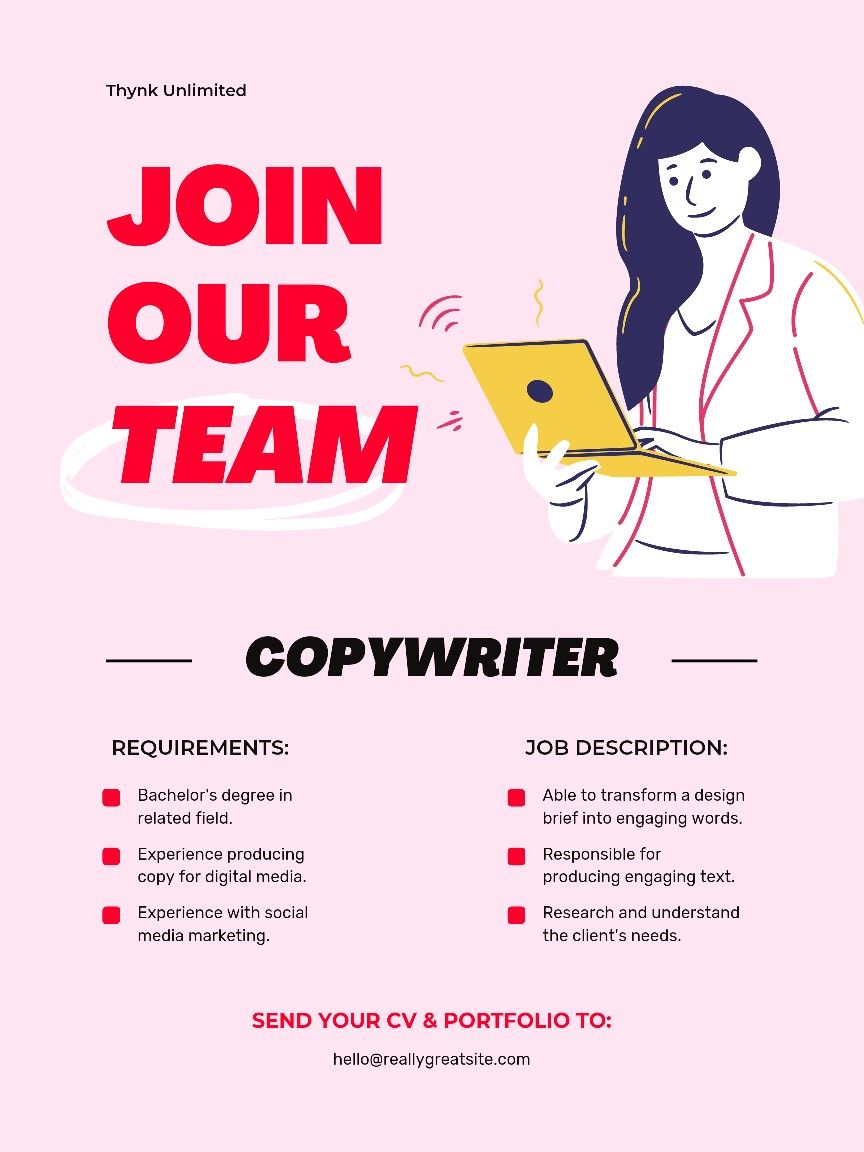 Thynk Unlimited
JOIN
OUR
TEAM
COPYWRITER
REQUIREMENTS:
Bachelor's degree in
related field.
Experience producing
copy for digital media.
Experience with social
media marketing.
JOB DESCRIPTION:
Able to transform a design
brief into engaging words.
Responsible for
producing engaging text.
Research and understand
the client's needs.
SEND YOUR CV & PORTFOLIO TO:
hello@reallygreatsite.com